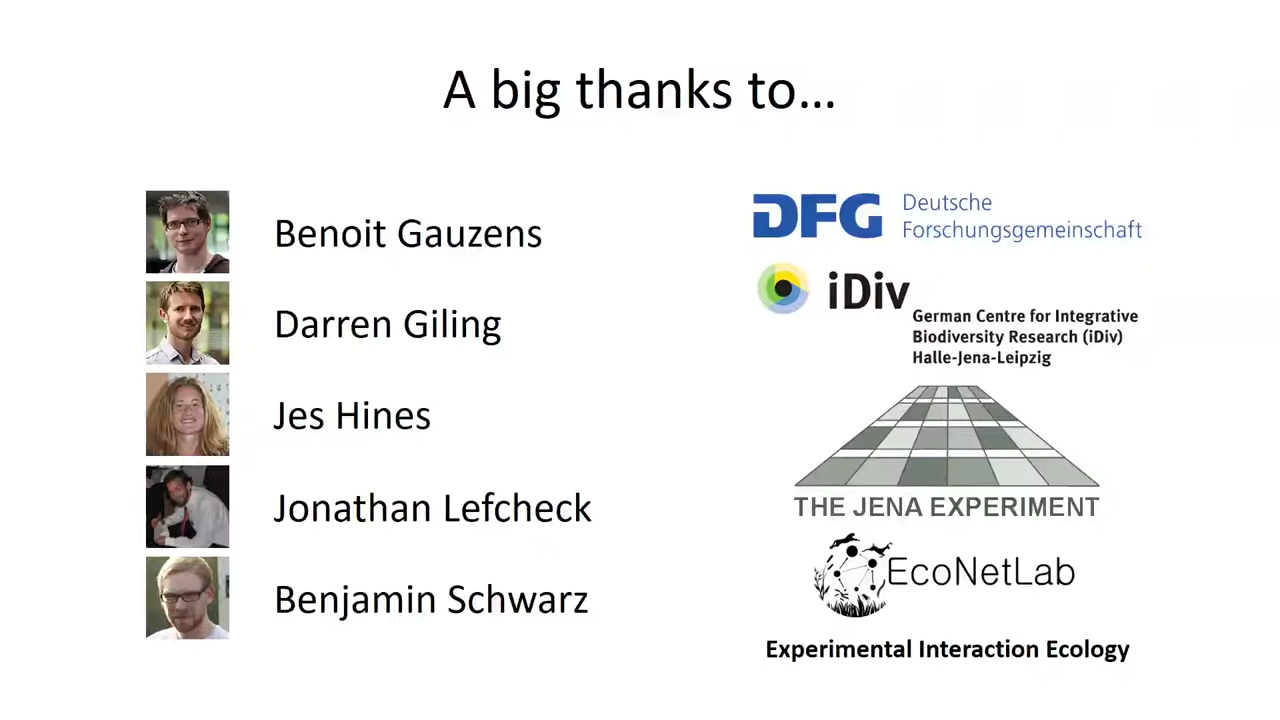 A big thanks to...
Benoit Gauzens
Darren Giling
Jes Hines
Jonathan Lefcheck
Benjamin Schwarz
DFG Deutsche
Forschungsgemeinschaft
iDiv
German Centre for Integrative
Biodiversity Research (iDiv)
Halle-Jena-Leipzig
THE JENA EXPERIMENT
EcoNetLab
Experimental Interaction Ecology